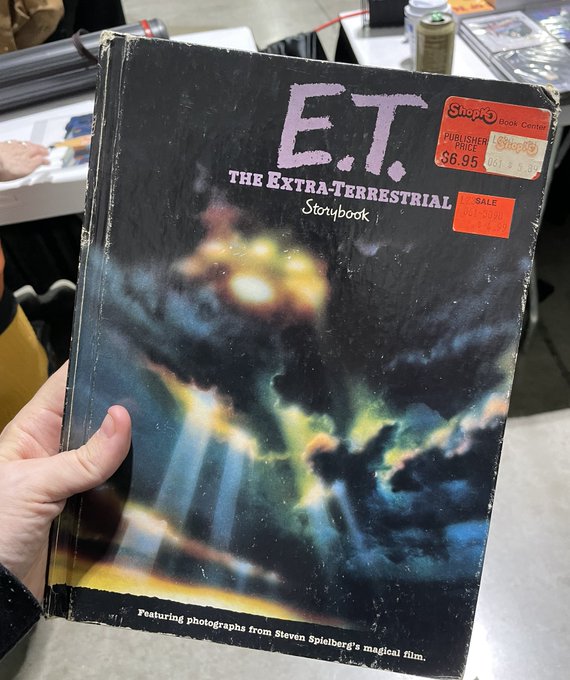 E.T.
THE EXTRA-TERRESTRIAL
Storybook
ShopKo Book Center
PUBLISHER
PRICE
$6.95
ShopKo
SALE
Featuring photographs from Steven Spielberg's magical film.